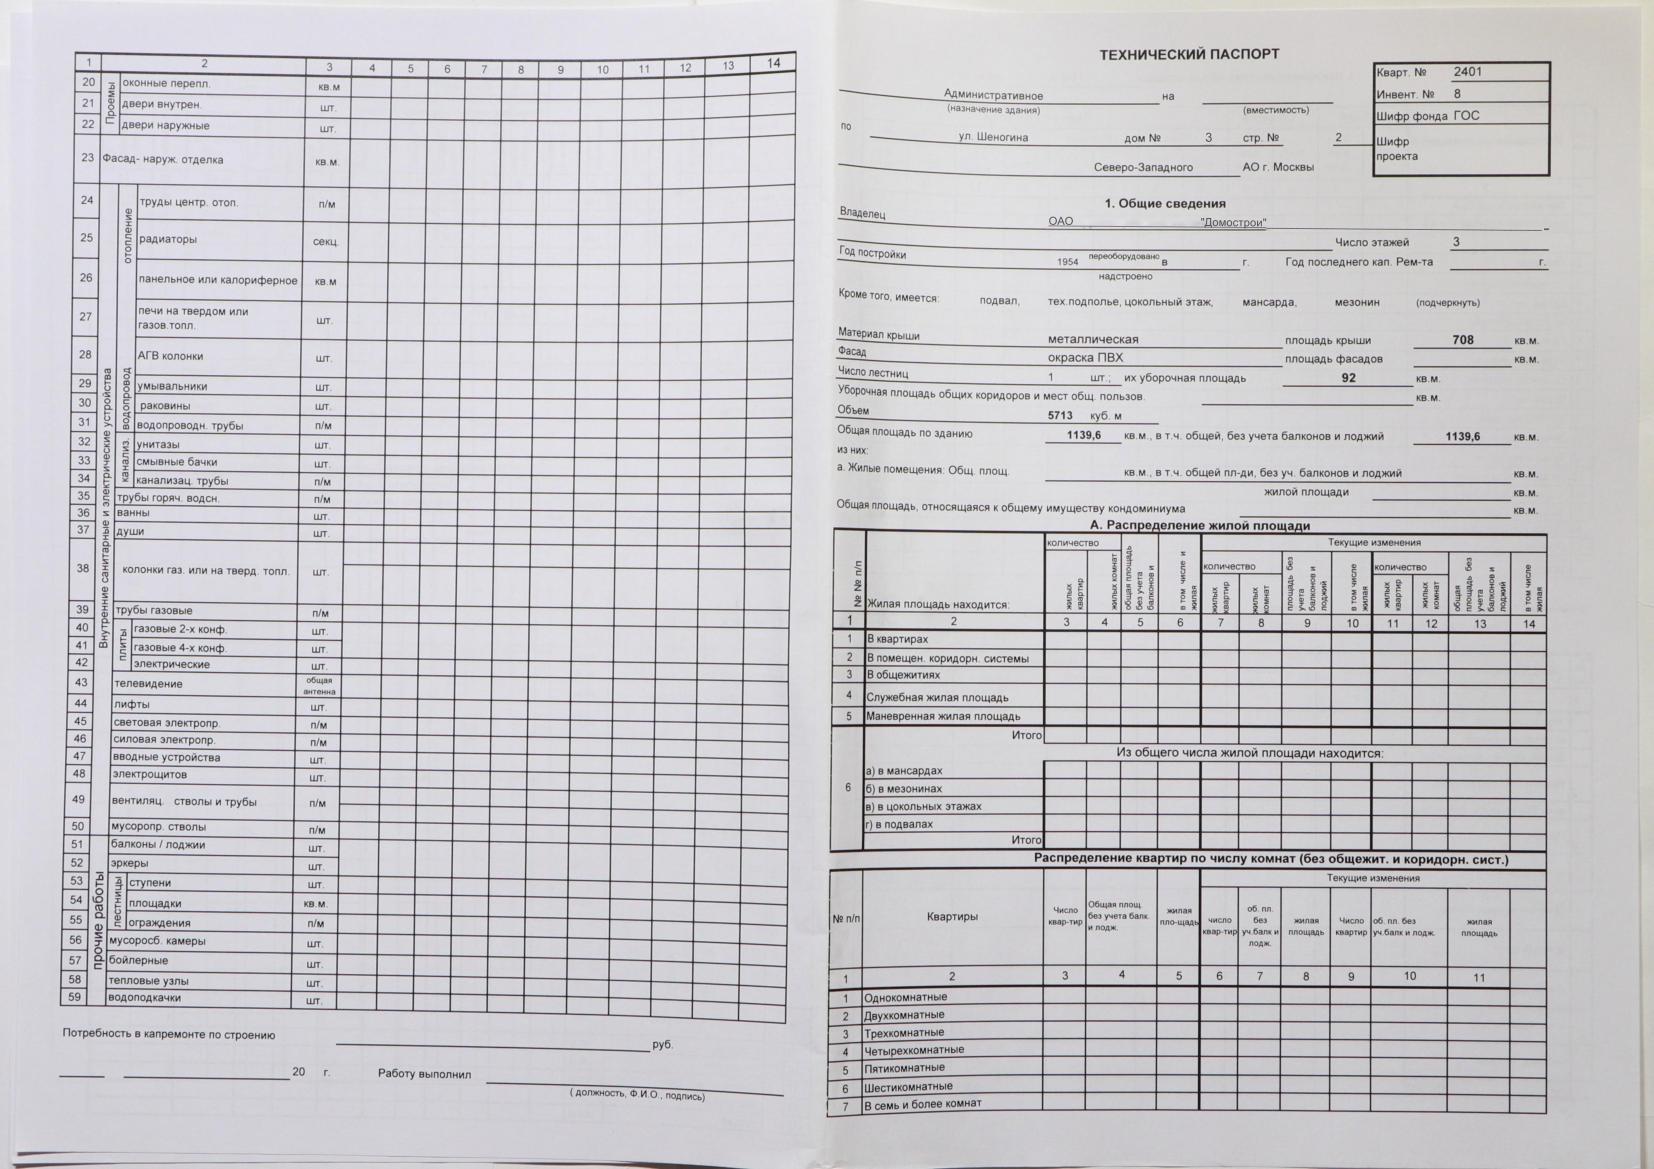 1 2 3 4 5 6 7 8 9 10 11 12 13 14
Проемы
20 оконные перепл. кв.м
21 двери внутрен. шт.
22 двери наружные шт.
23 Фасад- наруж. отделка кв.м.
Внутренние санитарные и электрические устройства
отопление
24 труды центр. отоп. п/м
25 радиаторы секц.
26 панельное или калориферное кв.м
27 печи на твердом или
газов.топл. шт.
28 АГВ колонки шт.
водопровод
29 умывальники шт.
30 раковины шт.
31 водопроводн. трубы п/м
канализ.
32 унитазы шт.
33 смывные бачки шт.
34 канализац. трубы п/м
35 трубы горяч. водсн. п/м
36 ванны шт.
37 души шт.
38 колонки газ. или на тверд. топл. шт.
39 трубы газовые п/м
плиты
40 газовые 2-х конф. шт.
41 газовые 4-х конф. шт.
42 электрические шт.
43 телевидение общая
антенна
44 лифты шт.
45 световая электропр. п/м
46 силовая электропр. п/м
47 вводные устройства шт.
48 электрощитов шт.
49 вентиляц. стволы и трубы п/м
50 мусоропр. стволы п/м
прочие работы
51 балконы / лоджии шт.
52 эркеры шт.
лестницы
53 ступени шт.
54 площадки кв.м.
55 ограждения п/м
56 мусоросб. камеры шт.
57 бойлерные шт.
58 тепловые узлы шт.
59 водоподкачки шт.
Потребность в капремонте по строению руб.
20 г. Работу выполнил
( должность, Ф.И.О., подпись)
ТЕХНИЧЕСКИЙ ПАСПОРТ
Кварт. № 2401
Инвент. № 8
Шифр фонда ГОС
Шифр
проекта
Административное на
(назначение здания) (вместимость)
по ул. Шеногина дом № 3 стр. № 2
Северо-Западного АО г. Москвы
1. Общие сведения
Владелец ОАО "Домострои"
Число этажей 3
Год постройки 1954 переоборудовано в г. Год последнего кап. Рем-та г.
надстроено
Кроме того, имеется: подвал, тех.подполье, цокольный этаж, мансарда, мезонин (подчеркнуть)
Материал крыши металлическая площадь крыши 708 кв.м.
Фасад окраска ПВХ площадь фасадов кв.м.
Число лестниц 1 шт.; их уборочная площадь 92 кв.м.
Уборочная площадь общих коридоров и мест общ. пользов. кв.м.
Объем 5713 куб. м
Общая площадь по зданию 1139,6 кв.м., в т.ч. общей, без учета балконов и лоджий 1139,6 кв.м.
из них:
а. Жилые помещения: Общ. площ. кв.м., в т.ч. общей пл-ди, без уч. балконов и лоджий кв.м.
жилой площади кв.м.
Общая площадь, относящаяся к общему имуществу кондоминиума кв.м.
А. Распределение жилой площади
№ № п/п Жилая площадь находится: количество Текущие изменения
количество количество
жилых квартир жилых комнат общая площадь без учета балконов и в том числе и жилая жилых квартир жилых комнат площадь без учета балконов и лоджий в том числе жилая жилых квартир жилых комнат общая площадь без учета балконов и лоджий в том числе жилая
1 2 3 4 5 6 7 8 9 10 11 12 13 14
1 В квартирах
2 В помещен. коридорн. системы
3 В общежитиях
4 Служебная жилая площадь
5 Маневренная жилая площадь
Итого
Из общего числа жилой площади находится:
6
а) в мансардах
б) в мезонинах
в) в цокольных этажах
г) в подвалах
Итого
Распределение квартир по числу комнат (без общежит. и коридорн. сист.)
Текущие изменения
№ п/п Квартиры Число квар-тир Общая площ. без учета балк. и лодж. жилая пло-щадь число квар-тир об. пл. без уч.балк и лодж. жилая площадь Число квартир об. пл. без уч.балк и лодж. жилая площадь
1 2 3 4 5 6 7 8 9 10 11
1 Однокомнатные
2 Двухкомнатные
3 Трехкомнатные
4 Четырехкомнатные
5 Пятикомнатные
6 Шестикомнатные
7 В семь и более комнат